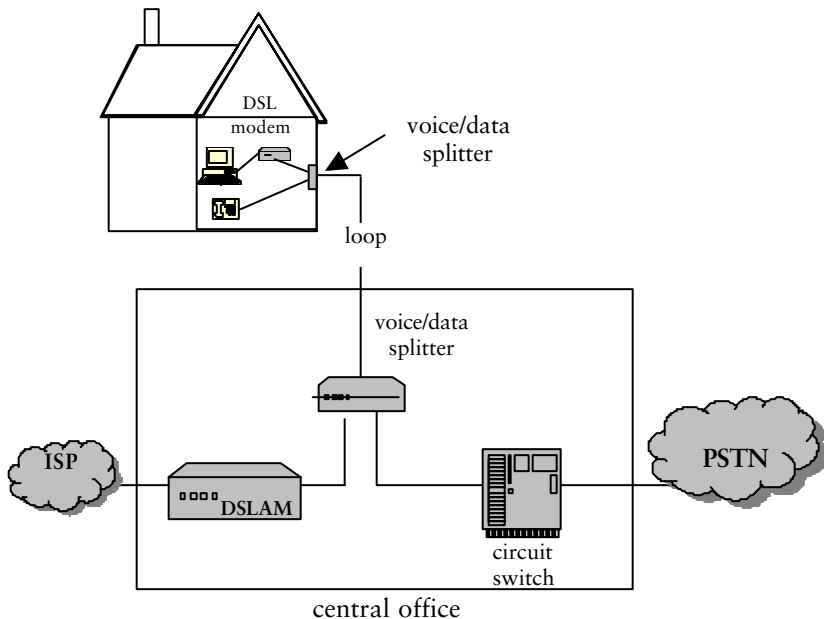 DSL
modem
voice/data
splitter
loop
voice/data
splitter
ISP
DSLAM
PSTN
circuit
switch
central office